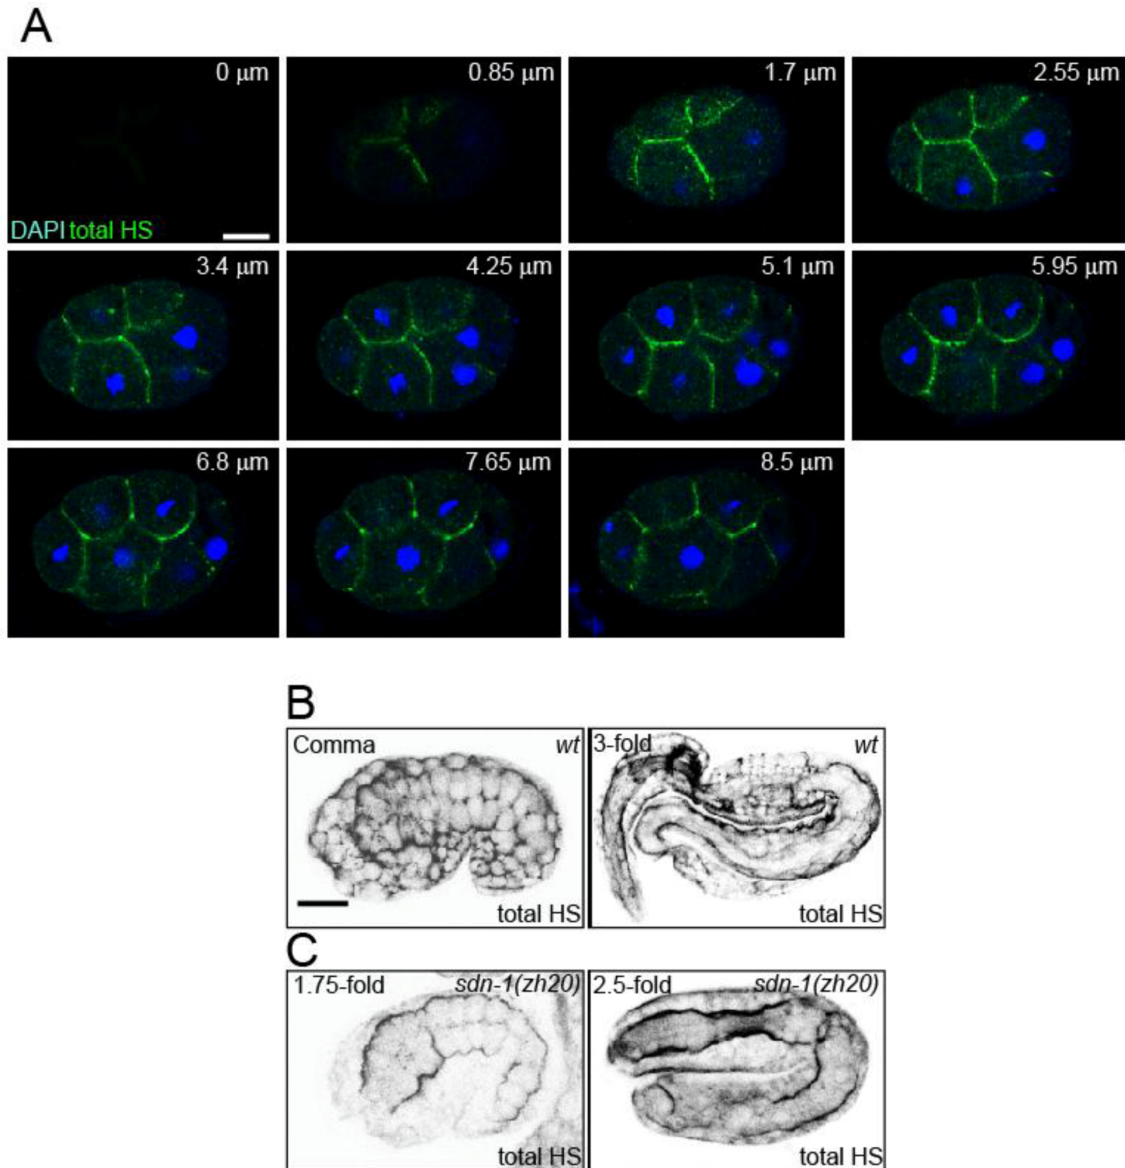 A
0 μm
0.85 μm
1.7 μm
2.55 μm
DAPI total HS
3.4 μm
4.25 μm
5.1 μm
5.95 μm
6.8 μm
7.65 μm
8.5 μm
B
Comma wt
3-fold wt
total HS
total HS
C
1.75-fold sdn-1(zh20)
2.5-fold sdn-1(zh20)
total HS
total HS